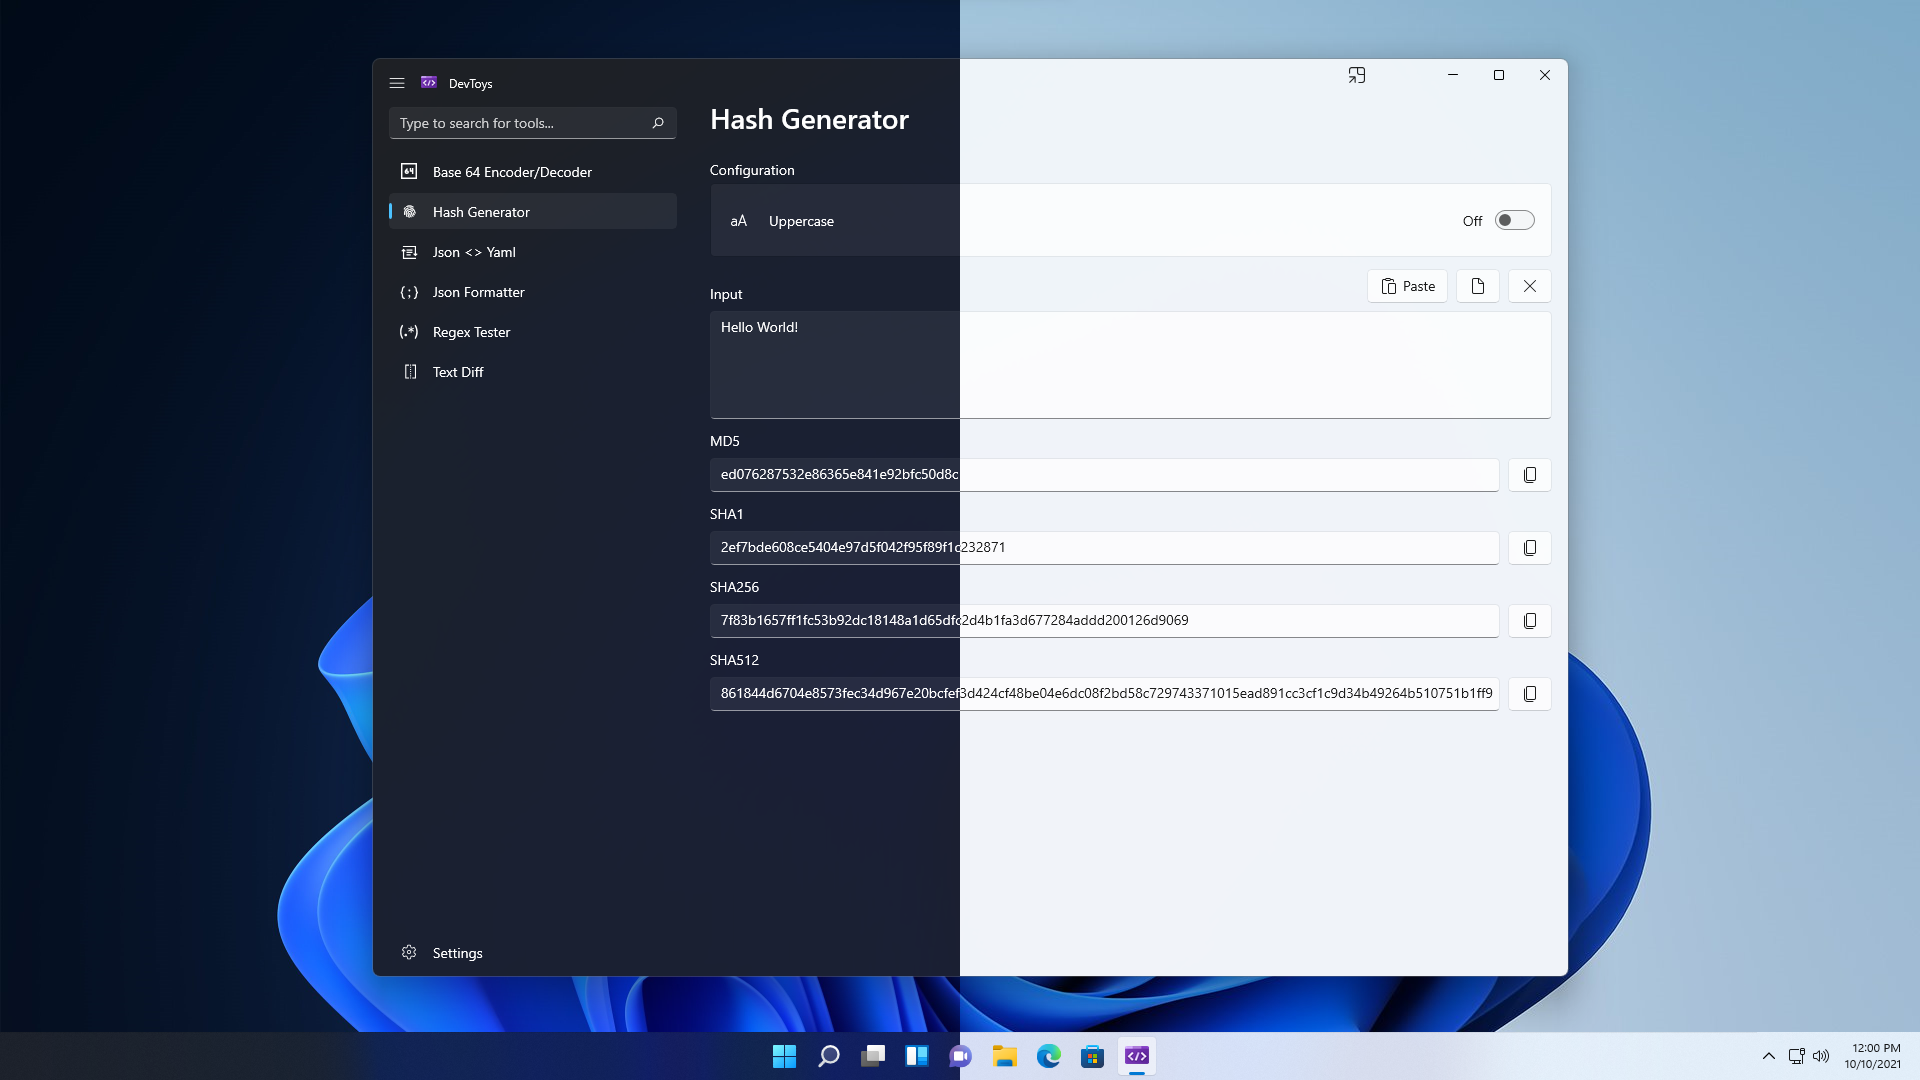 DevToys
Type to search for tools...
Base 64 Encoder/Decoder
Hash Generator
Json <> Yaml
Json Formatter
Regex Tester
Text Diff
Settings
Hash Generator
Configuration
aA Uppercase Off
Input Paste
Hello World!
MD5
ed076287532e86365e841e92bfc50d8c
SHA1
2ef7bde608ce5404e97d5f042f95f89f1c232871
SHA256
7f83b1657ff1fc53b92dc18148a1d65dfc2d4b1fa3d677284addd200126d9069
SHA512
861844d6704e8573fec34d967e20bcfef3d424cf48be04e6dc08f2bd58c729743371015ead891cc3cf1c9d34b49264b510751b1ff9
12:00 PM
10/10/2021